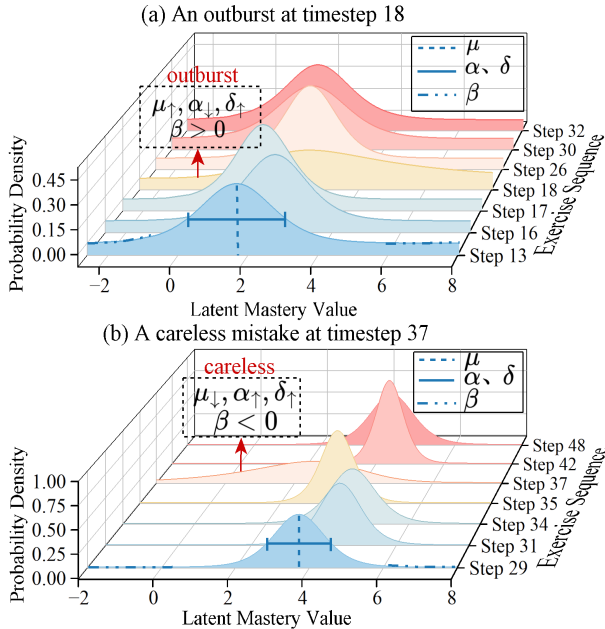 (a) An outburst at timestep 18
outburst
μ↑,α↓,δ↑
β > 0
μ
α、δ
β
Probability Density
0.45
0.30
0.15
0.00
−2
0
2
4
6
8
Latent Mastery Value
Step 32
Step 30
Step 26
Step 18
Step 17
Step 16
Step 13
Exercise Sequence
(b) A careless mistake at timestep 37
careless
μ↓,α↑,δ↑
β < 0
μ
α、δ
β
Probability Density
1.00
0.75
0.50
0.25
0.00
−2
0
2
4
6
8
Latent Mastery Value
Step 48
Step 42
Step 37
Step 35
Step 34
Step 31
Step 29
Exercise Sequence